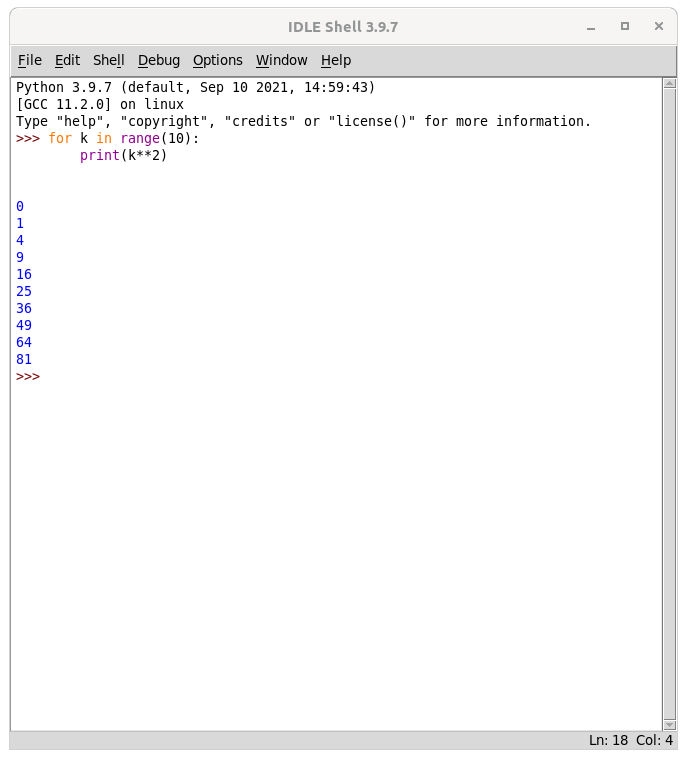 IDLE Shell 3.9.7
File Edit Shell Debug Options Window Help
Python 3.9.7 (default, Sep 10 2021, 14:59:43)
[GCC 11.2.0] on linux
Type "help", "copyright", "credits" or "license()" for more information.
>>> for k in range(10):
        print(k**2)
0
1
4
9
16
25
36
49
64
81
>>>
Ln: 18 Col: 4